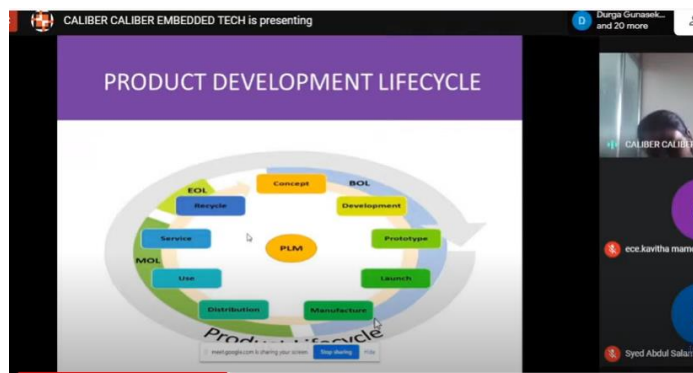 CALIBER CALIBER EMBEDDED TECH is presenting
Durga Gunasek...
and 20 more
PRODUCT DEVELOPMENT LIFECYCLE
Concept
BOL
EOL
Recycle
Development
Service
Prototype
PLM
MOL
Use
Launch
Distribution
Manufacture
Product Lifecycle
meet.google.com is sharing your screen.
Stop sharing
Hide
D
CALIBER CALIBER
ece.kavitha mam
Syed Abdul Salam